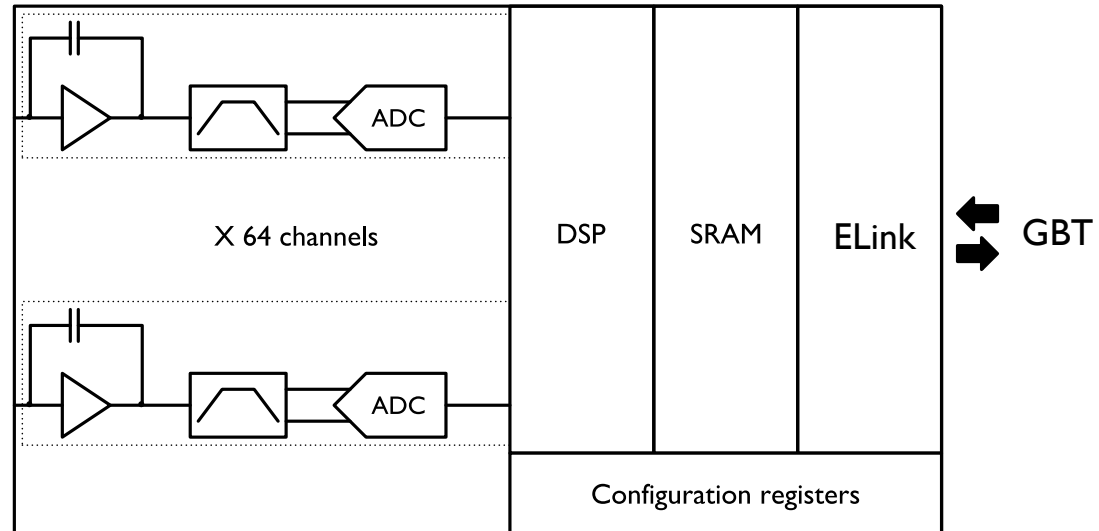 ADC
X 64 channels
DSP
SRAM
ELink
GBT
ADC
Configuration registers